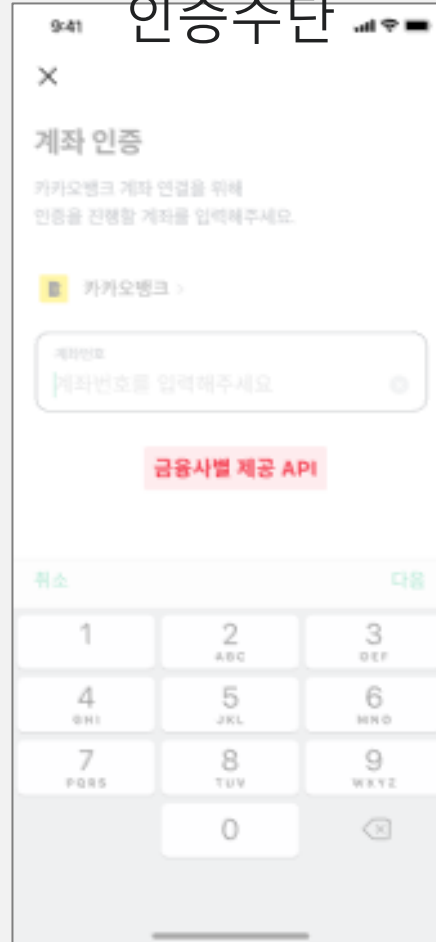 인증수단
9:41
계좌 인증
카카오뱅크 계좌 연결을 위해
인증을 진행할 계좌를 입력해주세요.
카카오뱅크 >
계좌번호
계좌번호를 입력해주세요
금융사별 제공 API
취소 다음
1 2 3
ABC DEF
4 5 6
GHI JKL MNO
7 8 9
PQRS TUV WXYZ
0